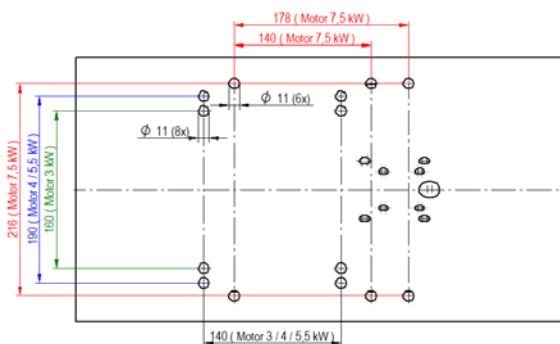 178 ( Motor 7,5 kW )
140 ( Motor 7,5 kW )
ϕ 11 (6x)
ϕ 11 (8x)
216 ( Motor 7,5 kW )
190 ( Motor 4 / 5,5 kW )
160 ( Motor 3 kW )
140 ( Motor 3 / 4 / 5,5 kW )